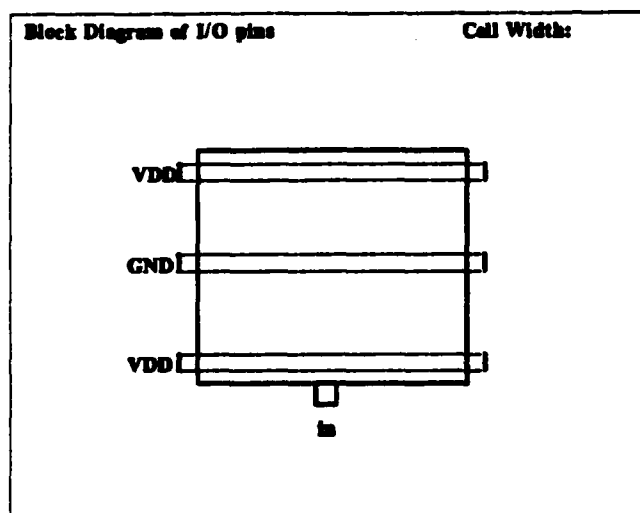 Block Diagram of I/O pins Cell Width:
VDD
GND
VDD
in